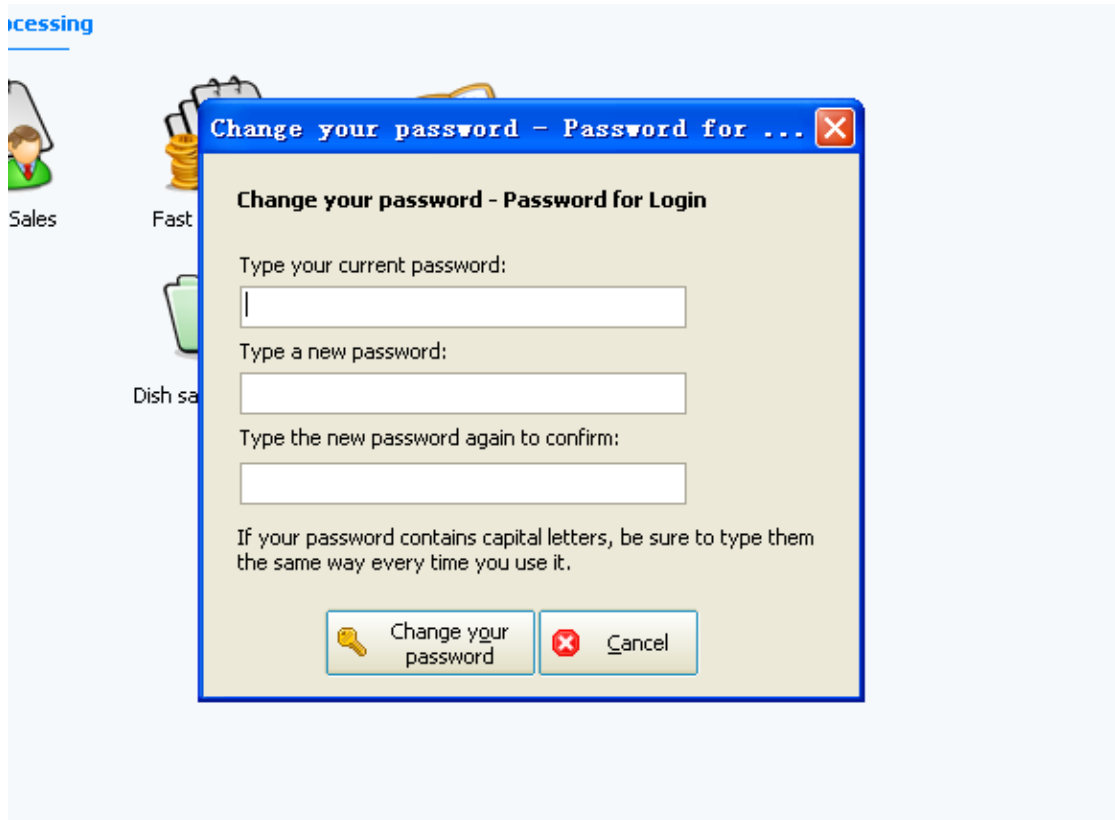 ocessing
Change your password - Password for ...
Change your password - Password for Login
Sales
Fast
Type your current password:
Type a new password:
Dish sa
Type the new password again to confirm:
If your password contains capital letters, be sure to type them
the same way every time you use it.
Change your
password
Cancel